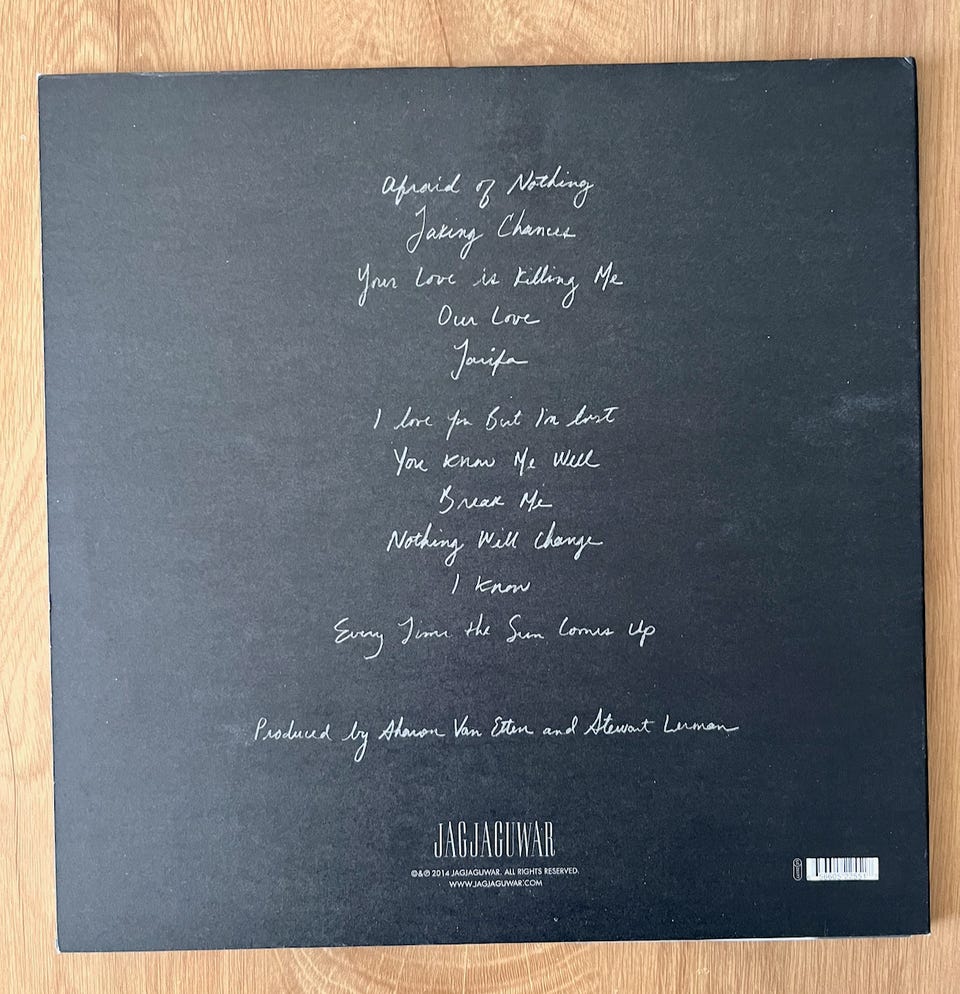 Afraid of Nothing
Taking Chances
Your Love is Killing Me
Our Love
Tarifa
I love you But I'm lost
You Know Me Well
Break Me
Nothing Will Change
I Know
Every Time the Sun Comes Up
Produced by Sharon Van Etten and Stewart Lerman
JAGJAGUWAR
©&℗ 2014 JAGJAGUWAR. ALL RIGHTS RESERVED.
WWW.JAGJAGUWAR.COM